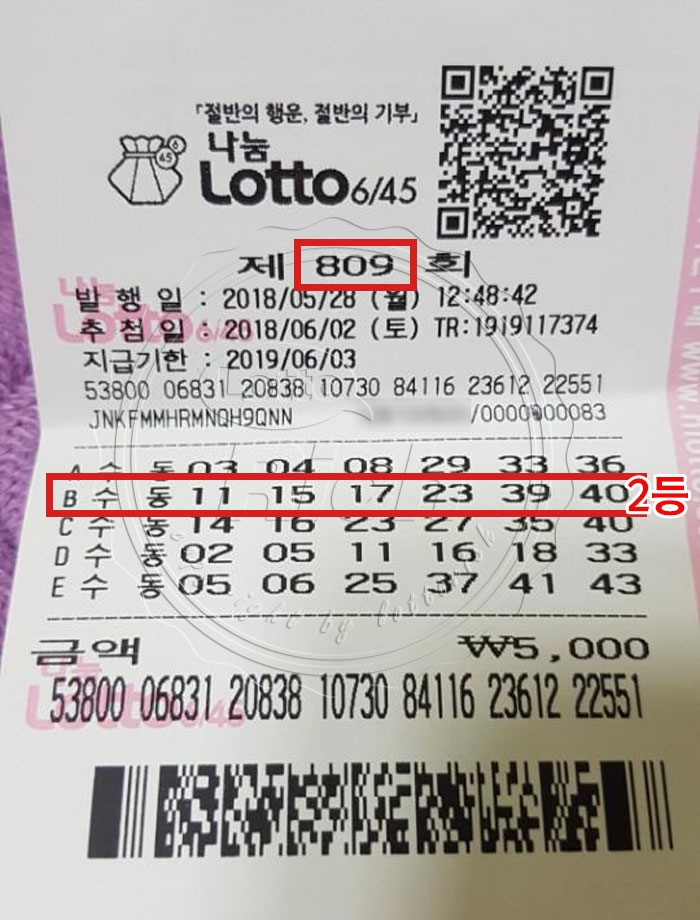 「절반의 행운, 절반의 기부」
나눔
Lotto 6/45
제 809 회
발 행 일 : 2018/05/28 (월) 12:48:42
추 첨 일 : 2018/06/02 (토) TR:1919117374
지급기한 : 2019/06/03
53800 06831 20838 10730 84116 23612 22551
JNKFMMHRMNQH9QNN /0000900083
A 수 동 03 04 08 29 33 36
B 수 동 11 15 17 23 39 40 2등
C 수 동 14 16 23 27 35 40
D 수 동 02 05 11 16 18 33
E 수 동 05 06 25 37 41 43
금액 ₩5,000
53800 06831 20838 10730 84116 23612 22551